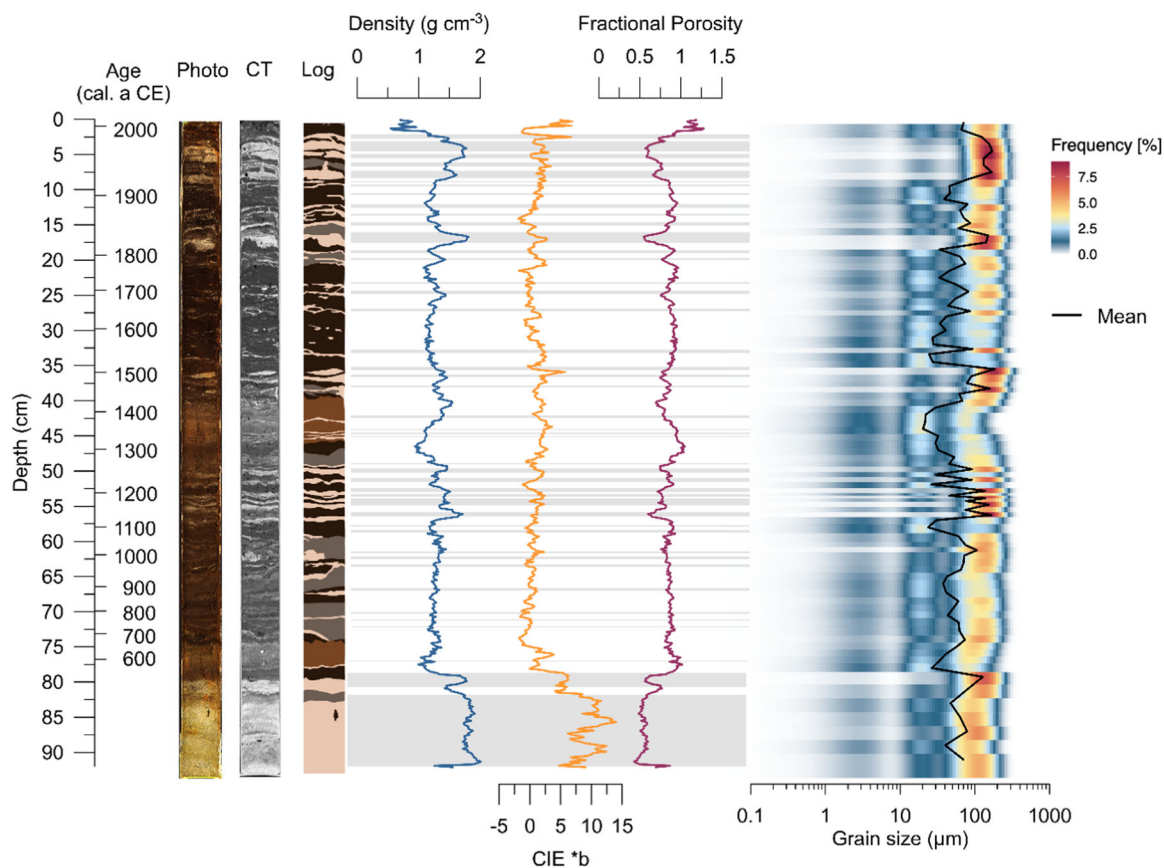 Density (g cm-3)
Fractional Porosity
0 1 2
0 0.5 1 1.5
Age
(cal. a CE)
Photo
CT
Log
Depth (cm)
0
5
10
15
20
25
30
35
40
45
50
55
60
65
70
75
80
85
90
2000
1900
1800
1700
1600
1500
1400
1300
1200
1100
1000
900
800
700
600
Frequency [%]
7.5
5.0
2.5
0.0
Mean
-5 0 5 10 15
CIE *b
0.1 1 10 100 1000
Grain size (µm)